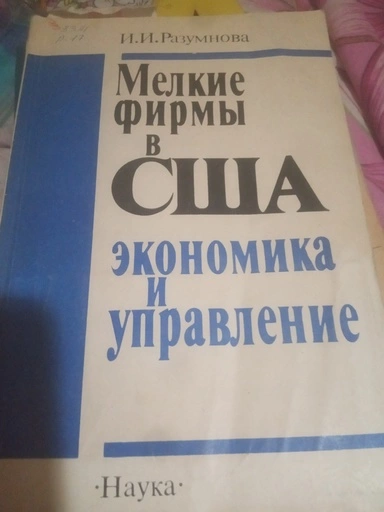 И.И.Разумнова
Мелкие
фирмы
в
США
экономика
и
управление
·Наука·